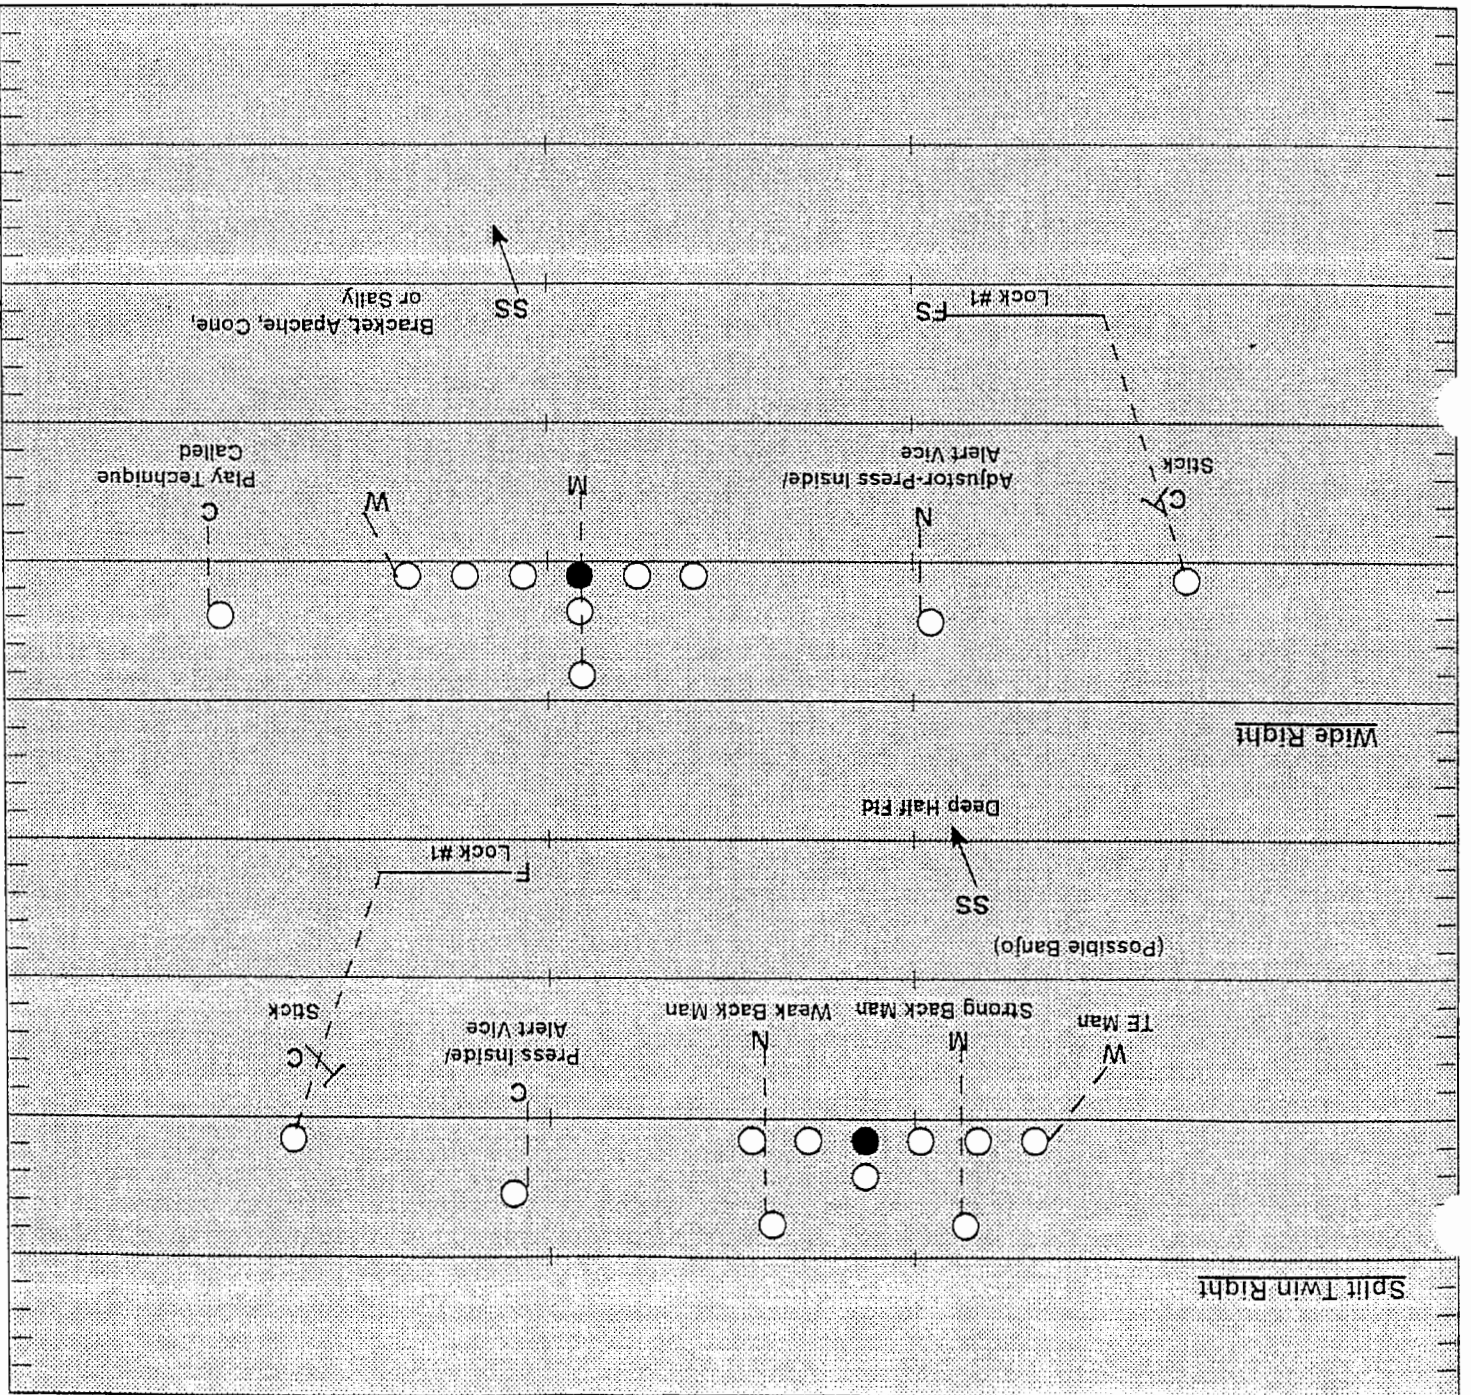 Split Twin Right
W
TE Man
M
Strong Back Man
N
Weak Back Man
C
Press Inside/
Alert Vice
C
Stick
(Possible Banjo)
SS
Deep Half Fld
F
Lock #1
Wide Right
C
Stick
N
Adjustor-Press Inside/
Alert Vice
M
W
C
Play Technique
Called
FS
Lock #1
SS
Bracket, Apache, Cone,
or Sally